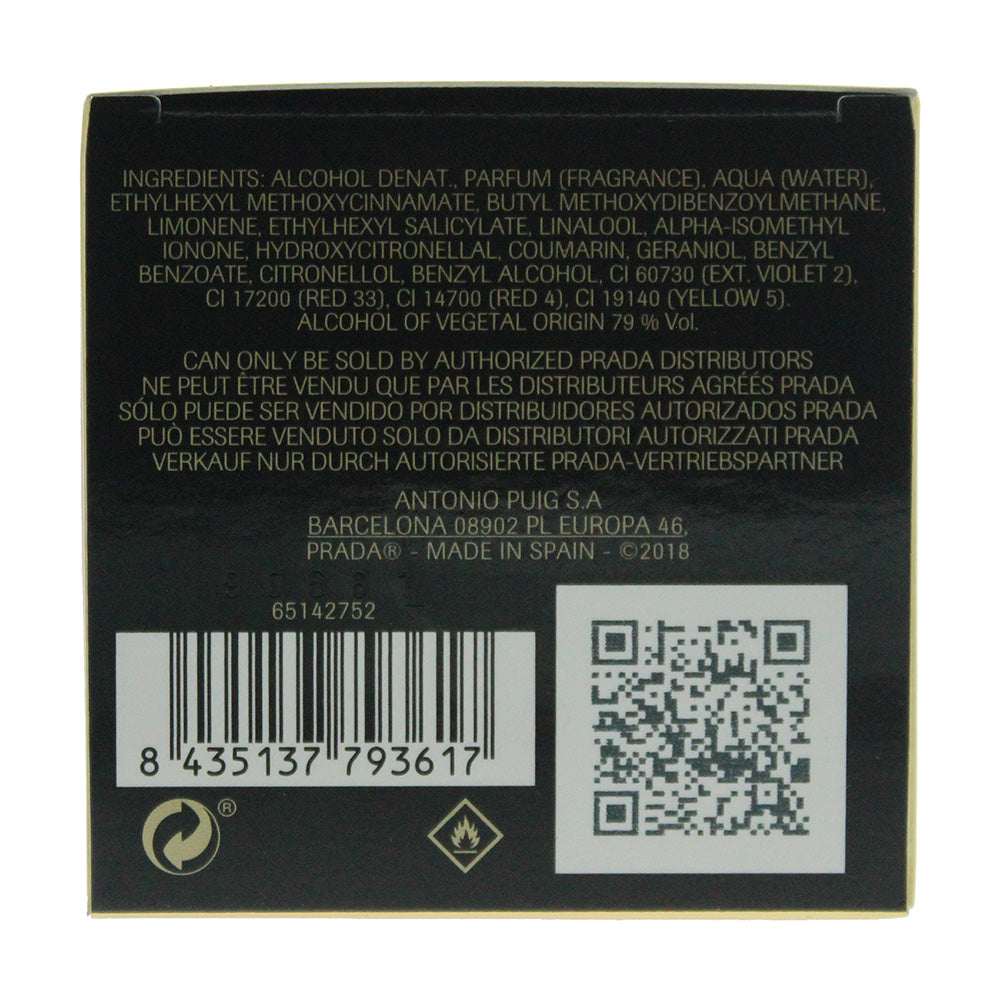 INGREDIENTS: ALCOHOL DENAT., PARFUM (FRAGRANCE), AQUA (WATER),
ETHYLHEXYL METHOXYCINNAMATE, BUTYL METHOXYDIBENZOYLMETHANE,
LIMONENE, ETHYLHEXYL SALICYLATE, LINALOOL, ALPHA-ISOMETHYL
IONONE, HYDROXYCITRONELLAL, COUMARIN, GERANIOL, BENZYL
BENZOATE, CITRONELLOL, BENZYL ALCOHOL, CI 60730 (EXT. VIOLET 2),
CI 17200 (RED 33), CI 14700 (RED 4), CI 19140 (YELLOW 5).
ALCOHOL OF VEGETAL ORIGIN 79 % Vol.
CAN ONLY BE SOLD BY AUTHORIZED PRADA DISTRIBUTORS
NE PEUT ÊTRE VENDU QUE PAR LES DISTRIBUTEURS AGRÉÉS PRADA
SÓLO PUEDE SER VENDIDO POR DISTRIBUIDORES AUTORIZADOS PRADA
PUÒ ESSERE VENDUTO SOLO DA DISTRIBUTORI AUTORIZZATI PRADA
VERKAUF NUR DURCH AUTORISIERTE PRADA-VERTRIEBSPARTNER
ANTONIO PUIG S.A
BARCELONA 08902 PL EUROPA 46,
PRADA® - MADE IN SPAIN - ©2018
65142752
8 435137 793617
®